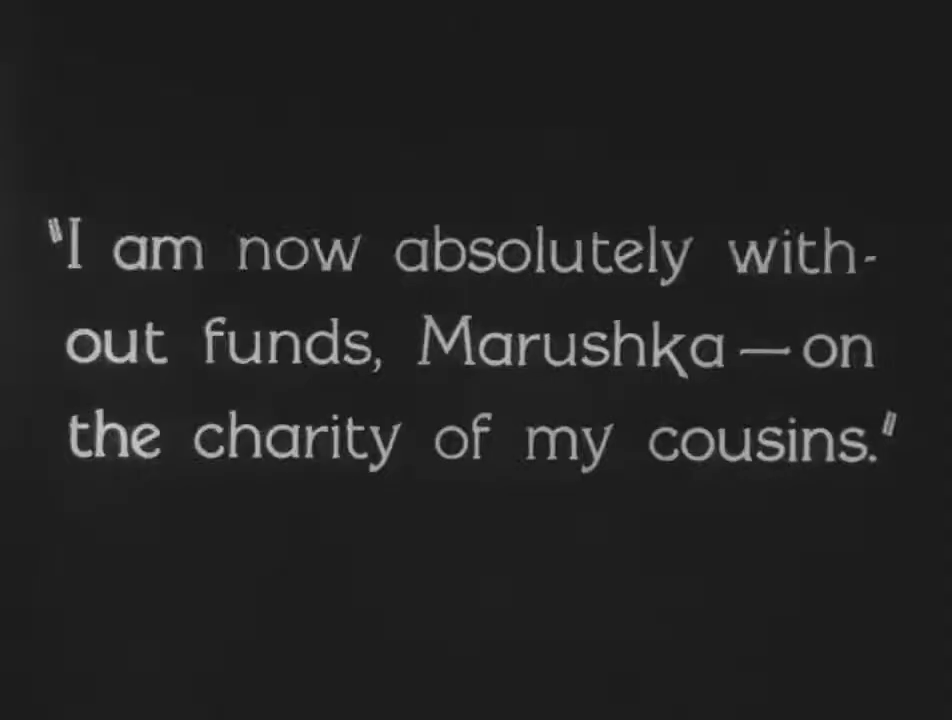 "I am now absolutely with-
out funds, Marushka — on
the charity of my cousins."